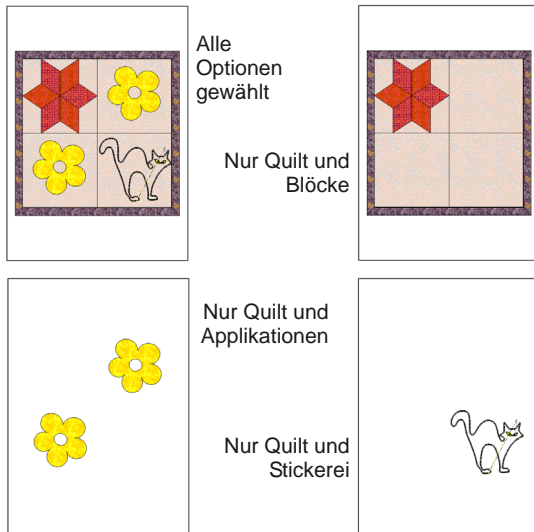 Alle
Optionen
gewählt
Nur Quilt und
Blöcke
Nur Quilt und
Applikationen
Nur Quilt und
Stickerei